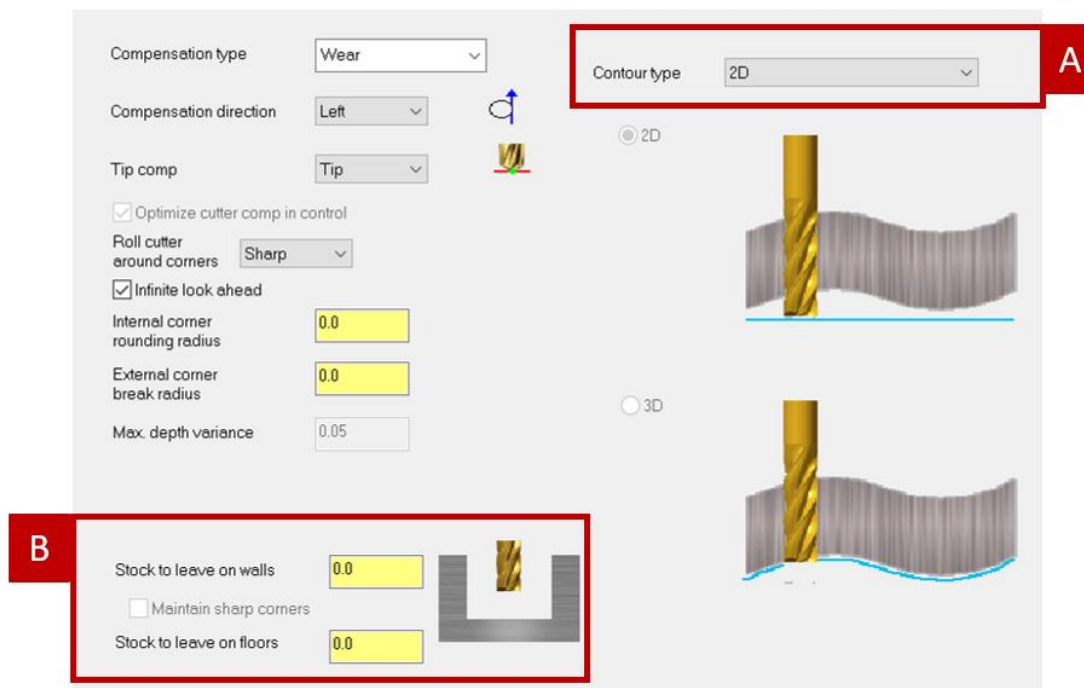 Compensation type Wear
Contour type 2D
A
Compensation direction Left
2D
Tip comp Tip
Optimize cutter comp in control
Roll cutter
around corners Sharp
Infinite look ahead
Internal corner
rounding radius 0.0
External corner
break radius 0.0
3D
Max. depth variance 0.05
B
Stock to leave on walls 0.0
Maintain sharp corners
Stock to leave on floors 0.0